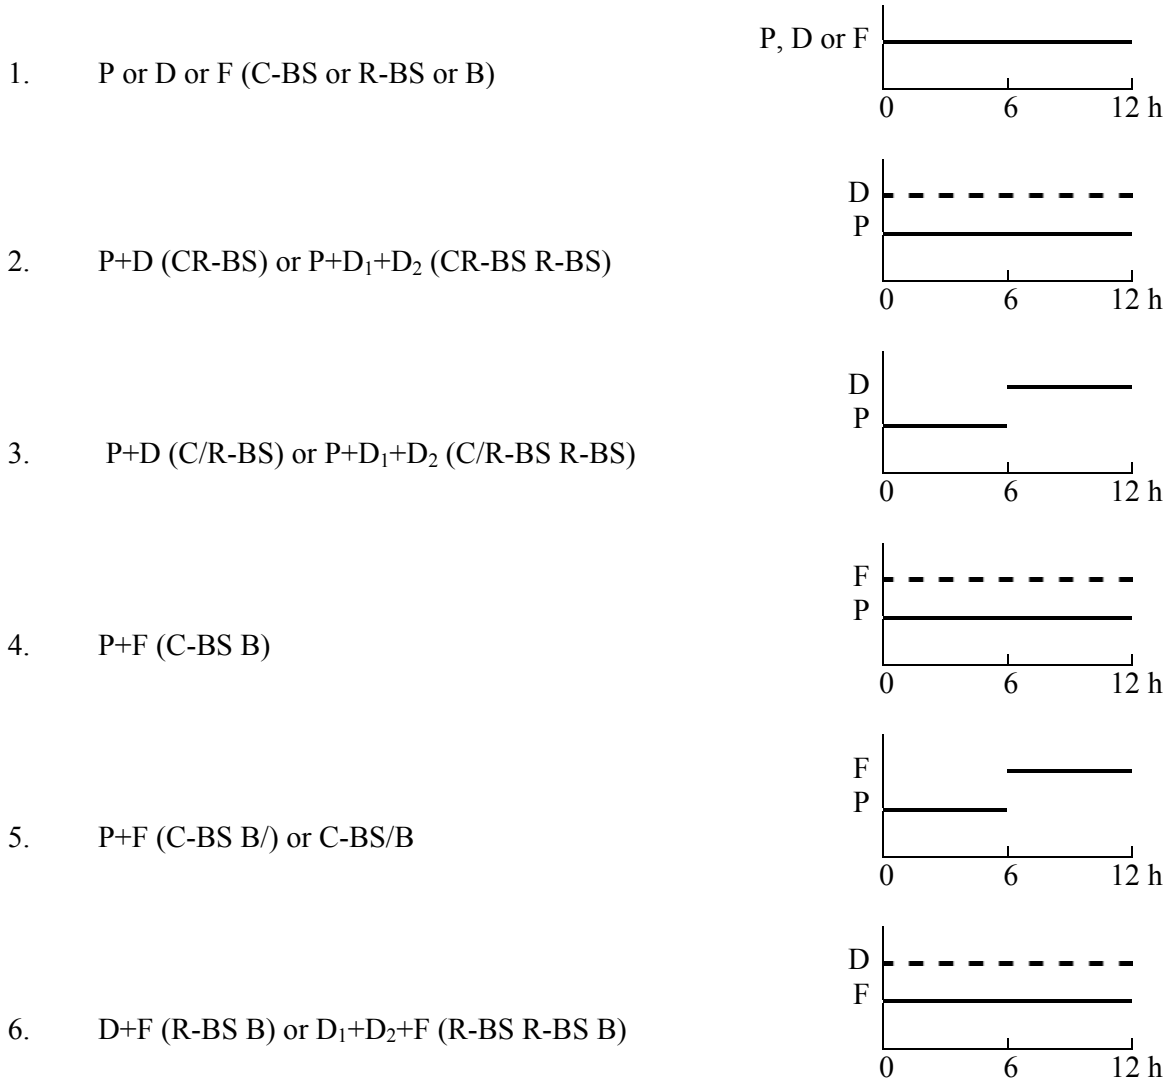 P, D or F
1. P or D or F (C-BS or R-BS or B)
0 6 12 h
D
P
2. P+D (CR-BS) or P+D₁+D₂ (CR-BS R-BS)
0 6 12 h
D
P
3. P+D (C/R-BS) or P+D₁+D₂ (C/R-BS R-BS)
0 6 12 h
F
P
4. P+F (C-BS B)
0 6 12 h
F
P
5. P+F (C-BS B/) or C-BS/B
0 6 12 h
D
F
6. D+F (R-BS B) or D₁+D₂+F (R-BS R-BS B)
0 6 12 h